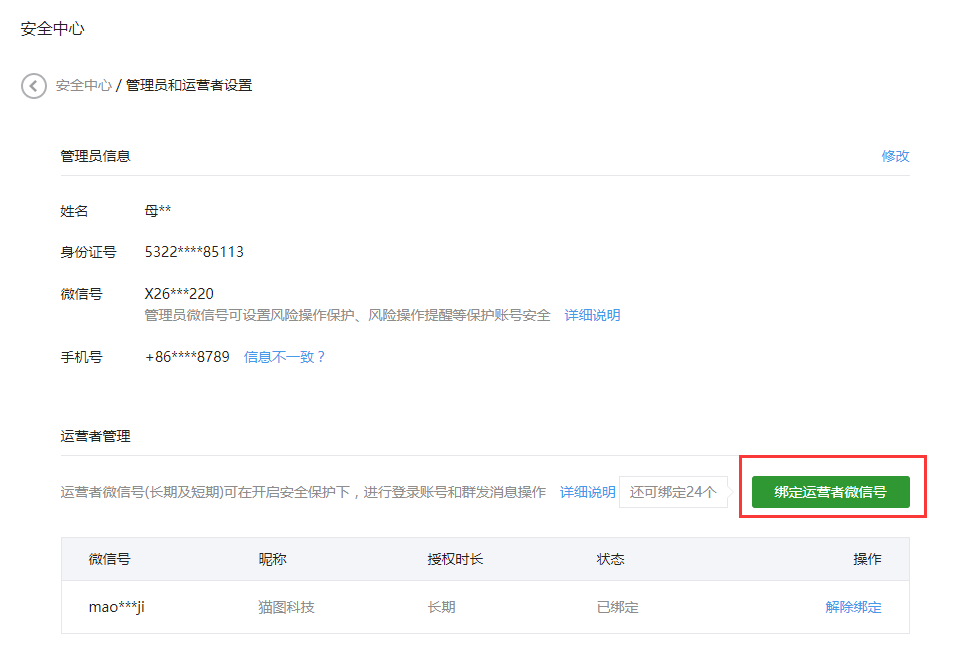 安全中心
安全中心 / 管理员和运营者设置
管理员信息 修改
姓名 母**
身份证号 5322****85113
微信号 X26***220
管理员微信号可设置风险操作保护、风险操作提醒等保护账号安全 详细说明
手机号 +86****8789 信息不一致？
运营者管理
运营者微信号(长期及短期)可在开启安全保护下，进行登录账号和群发消息操作 详细说明 还可绑定24个 绑定运营者微信号
微信号 昵称 授权时长 状态 操作
mao***ji 猫图科技 长期 已绑定 解除绑定